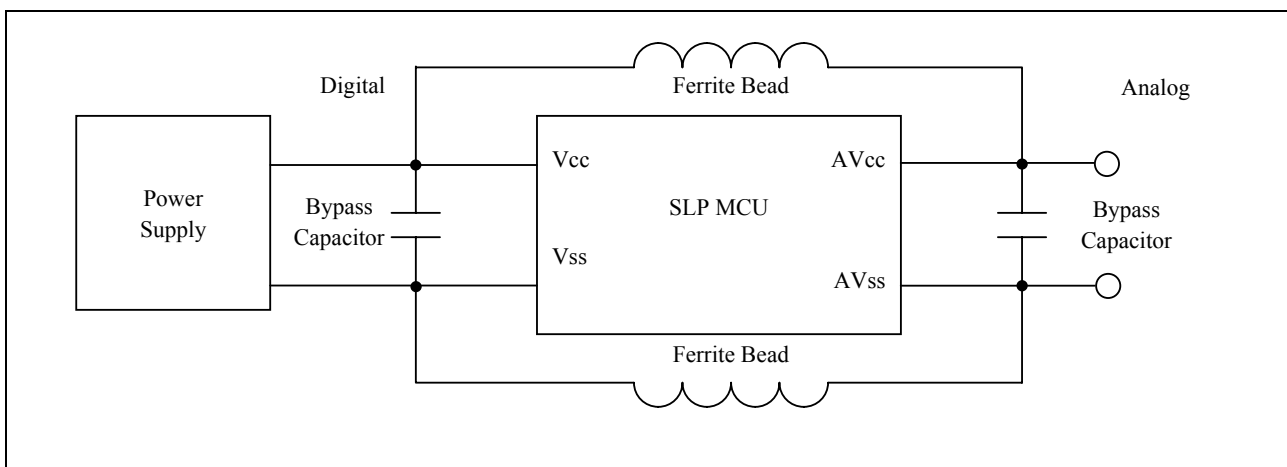 Digital
Ferrite Bead
Analog
Power
Supply
Bypass
Capacitor
Vcc
Vss
SLP MCU
AVcc
AVss
Bypass
Capacitor
Ferrite Bead